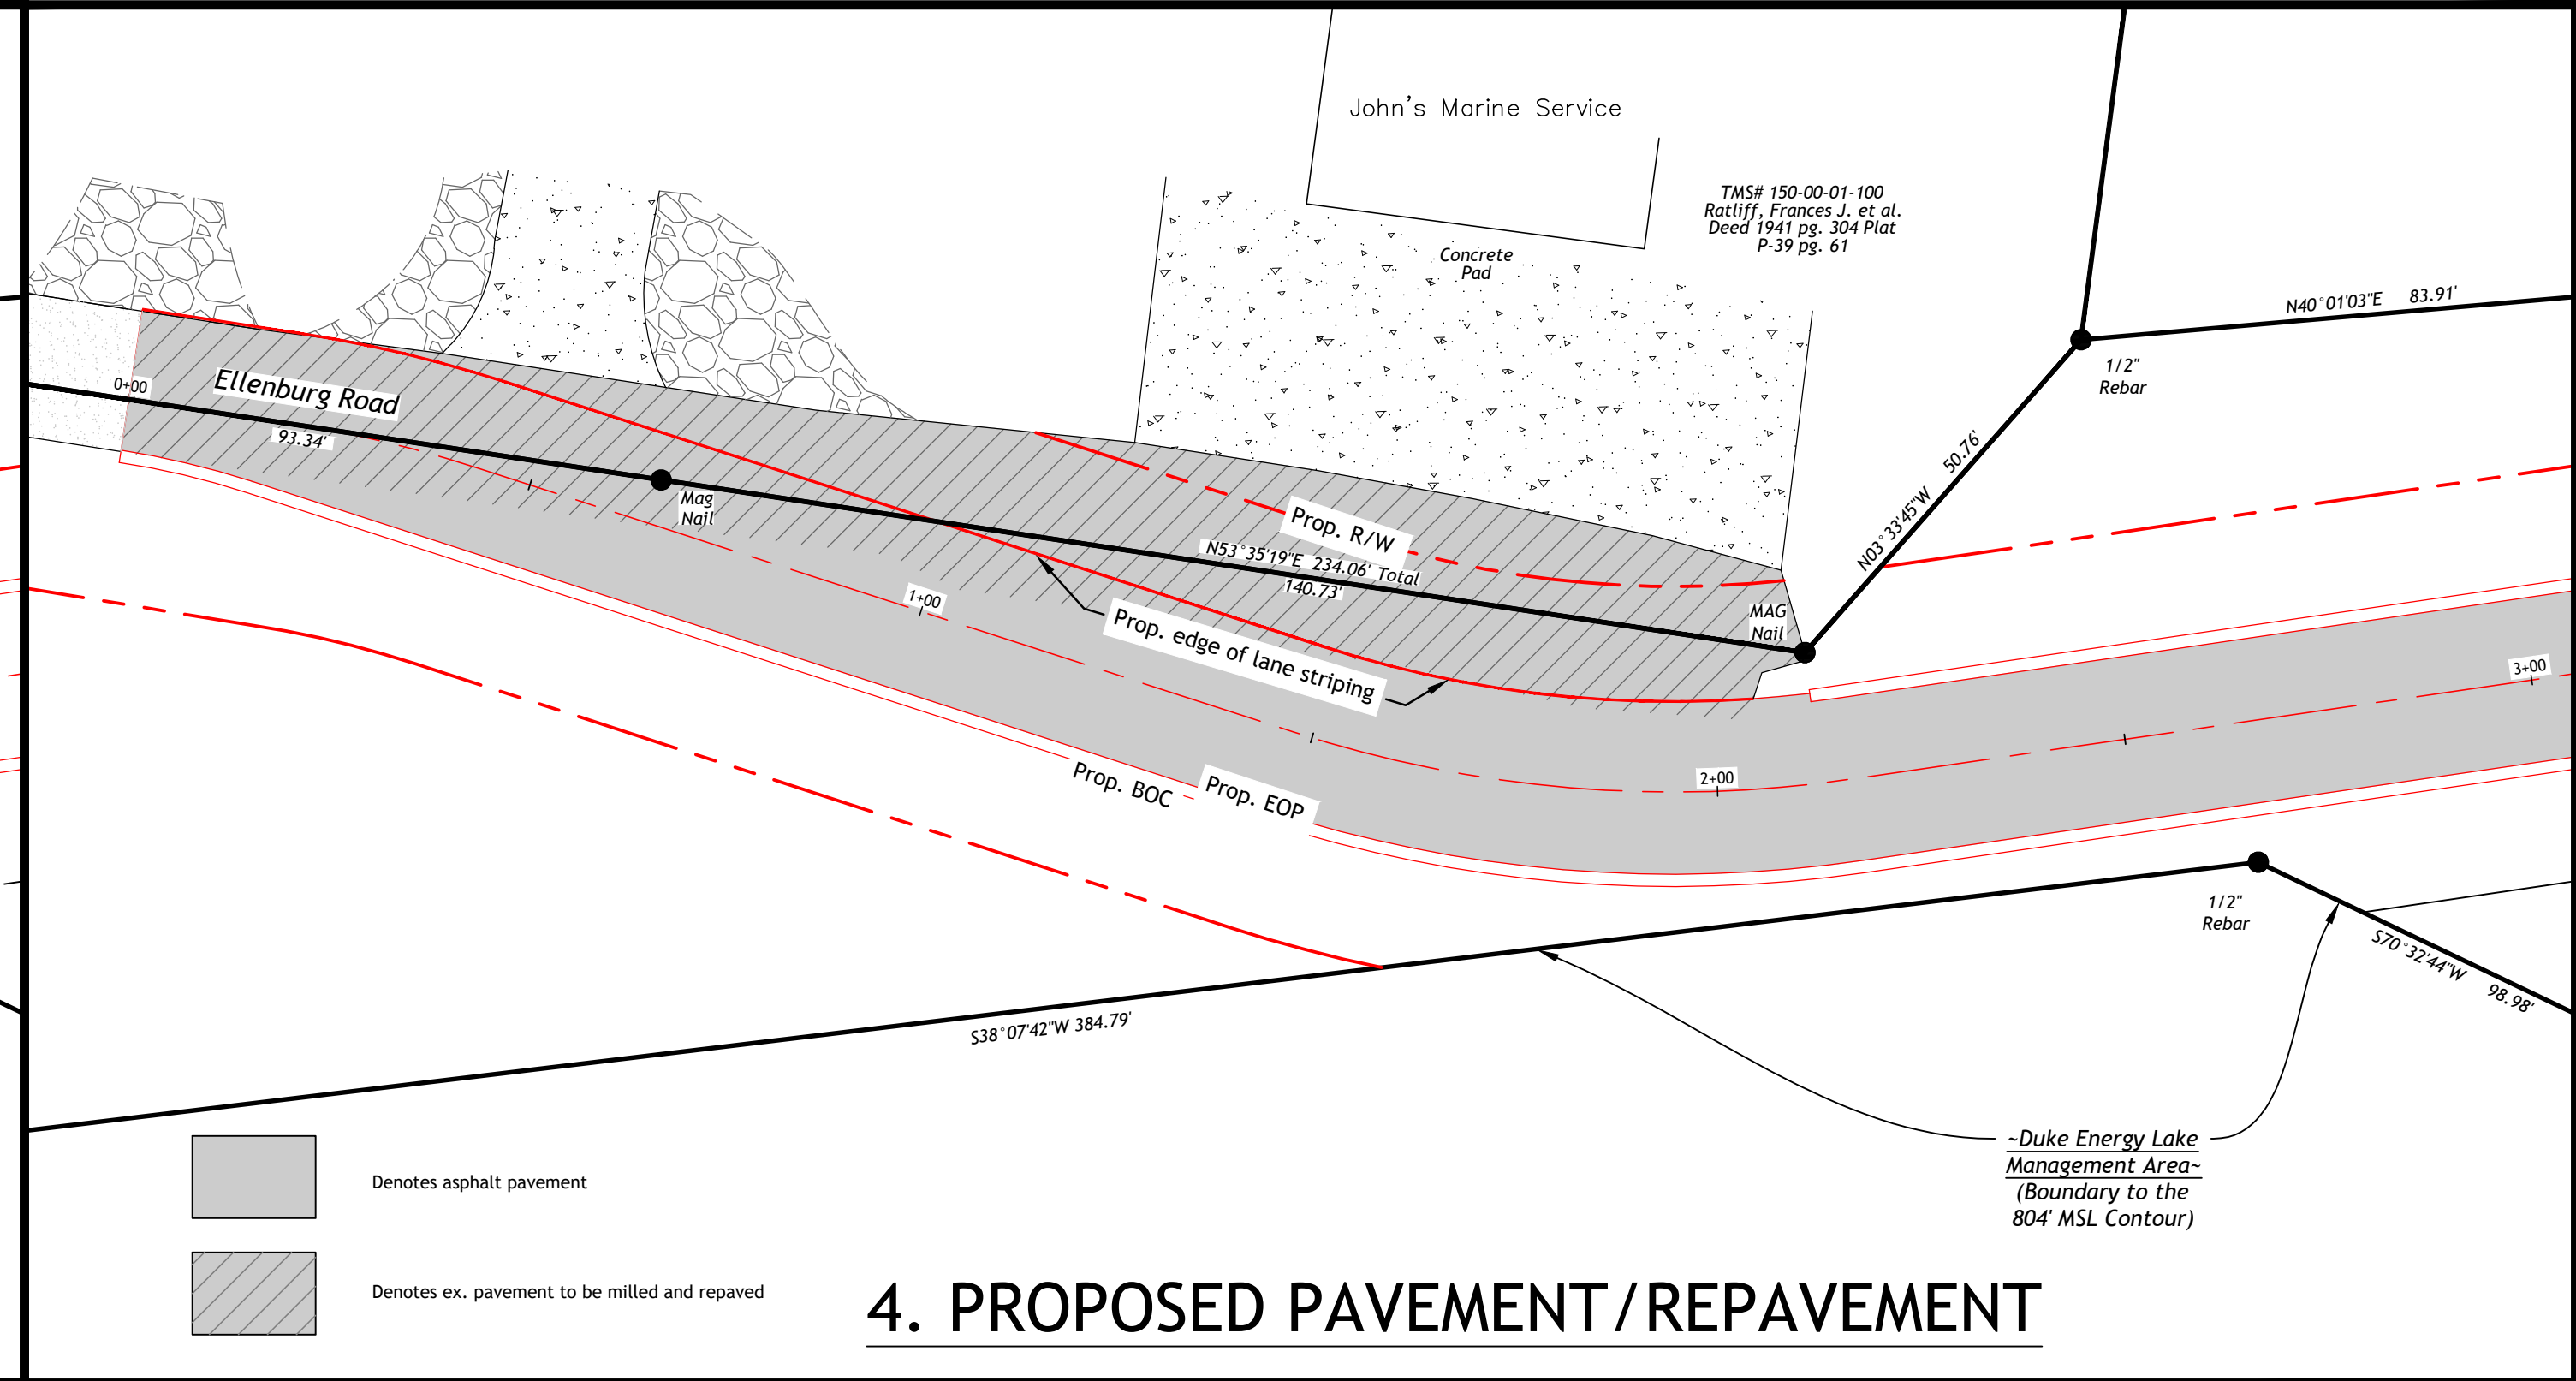 John's Marine Service
TMS# 150-00-01-100
Ratliff, Frances J. et al.
Deed 1941 pg. 304 Plat
P-39 pg. 61
Concrete
Pad
N40°01'03"E 83.91'
1/2"
Rebar
0+00
Ellenburg Road
93.34'
Mag
Nail
50.76'
N03°33'45"W
Prop. R/W
N53°35'19"E 234.06' Total
140.73'
1+00
Prop. edge of lane striping
MAG
Nail
3+00
2+00
Prop. BOC
Prop. EOP
1/2"
Rebar
S70°32'44"W 98.98'
S38°07'42"W 384.79'
~Duke Energy Lake
Management Area~
(Boundary to the
804' MSL Contour)
Denotes asphalt pavement
Denotes ex. pavement to be milled and repaved
4. PROPOSED PAVEMENT/REPAVEMENT